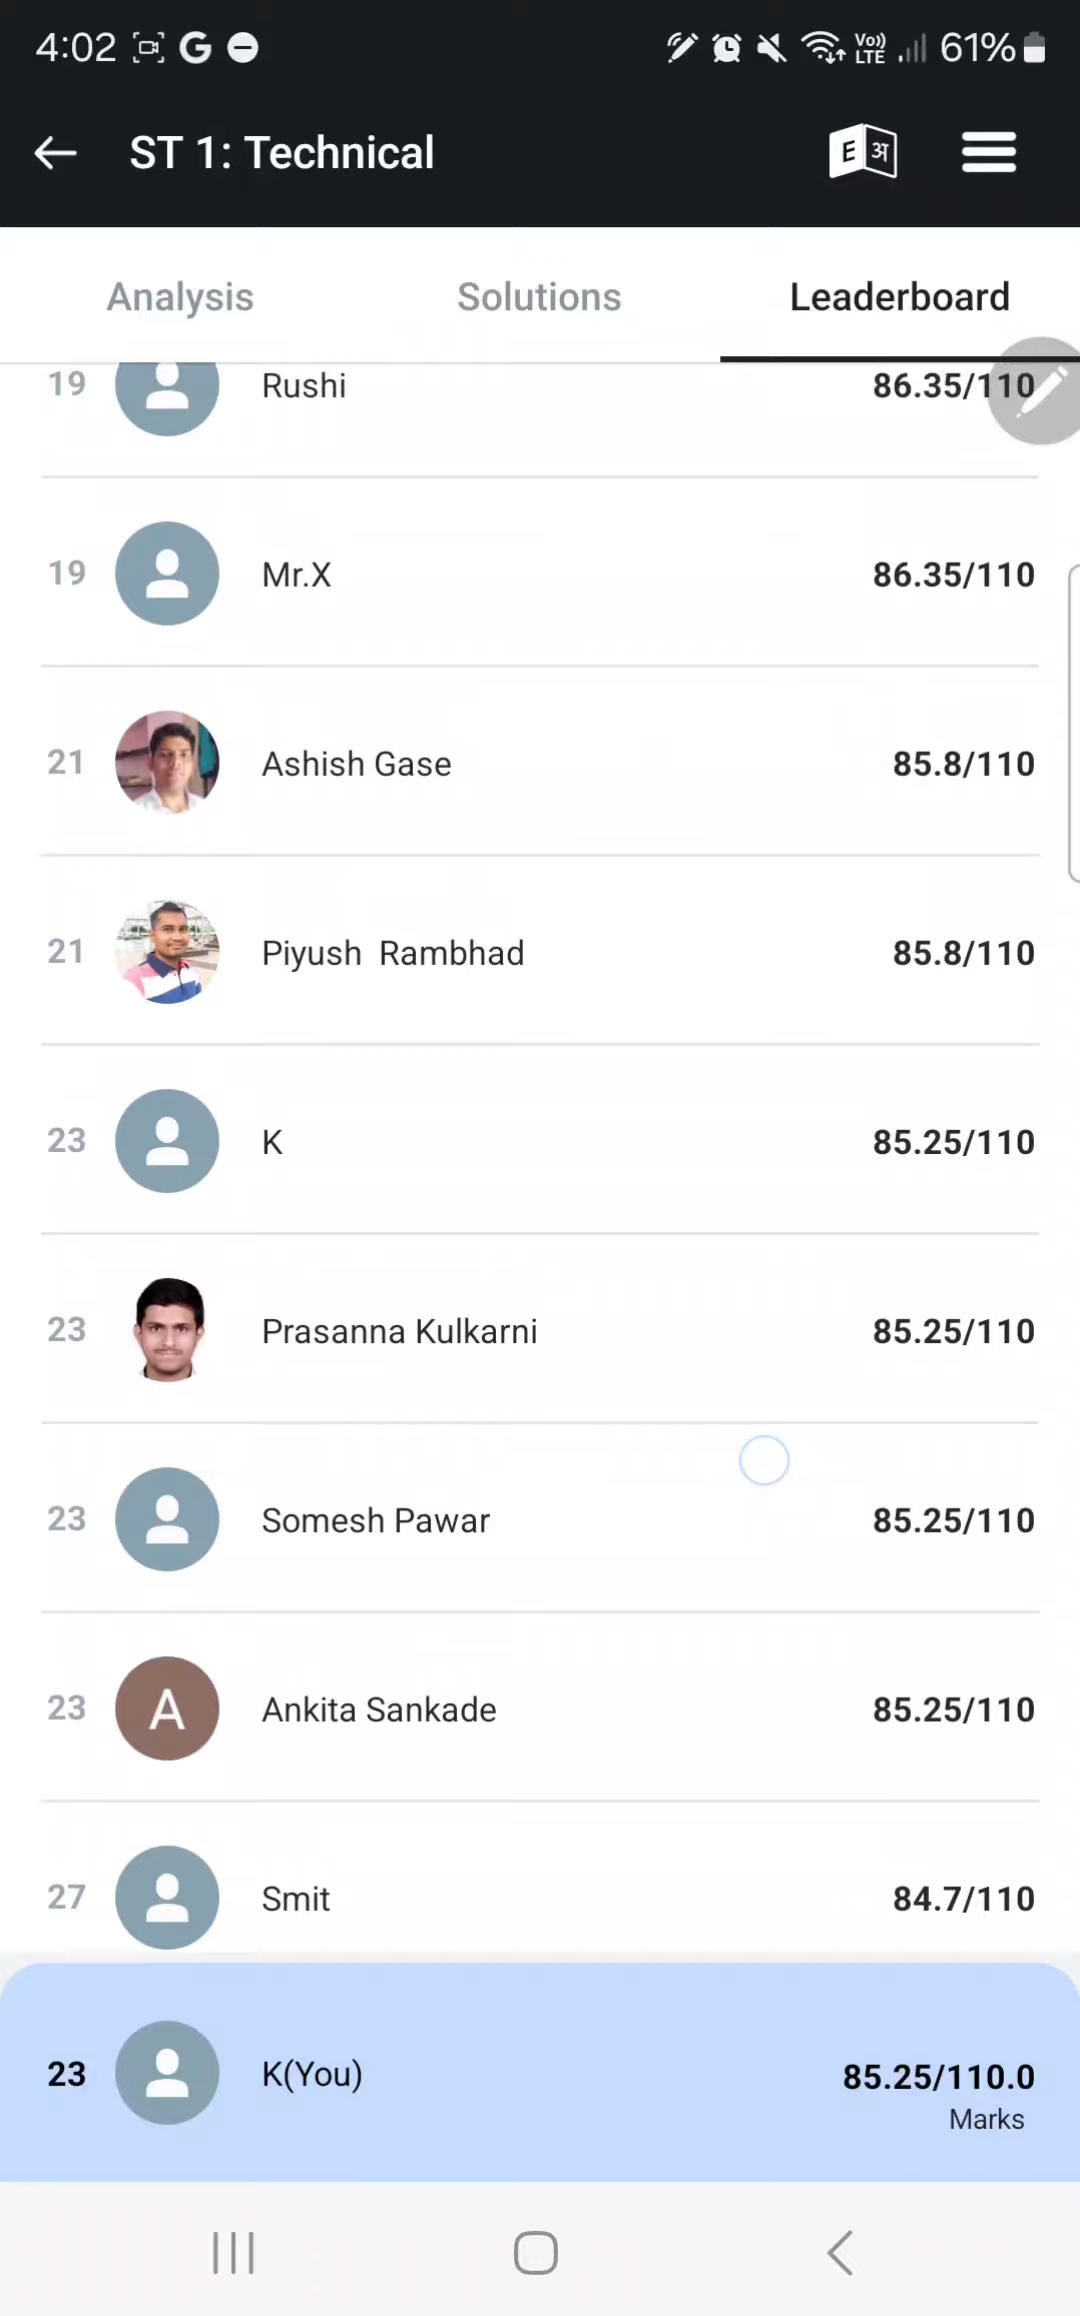 4:02 G Vo)) LTE 61%
ST 1: Technical E अ
Analysis Solutions Leaderboard
19 Rushi 86.35/110
19 Mr.X 86.35/110
21 Ashish Gase 85.8/110
21 Piyush Rambhad 85.8/110
23 K 85.25/110
23 Prasanna Kulkarni 85.25/110
23 Somesh Pawar 85.25/110
23 A Ankita Sankade 85.25/110
27 Smit 84.7/110
23 K(You) 85.25/110.0
Marks